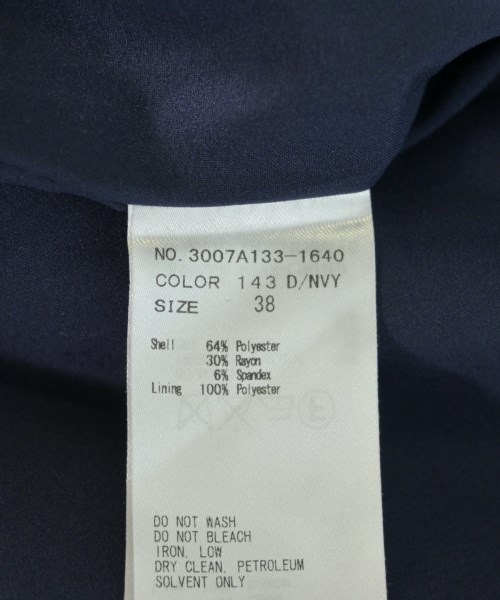 NO. 3007A133-1640
COLOR 143 D/NVY
SIZE 38
Shell 64% Polyester
30% Rayon
6% Spandex
Lining 100% Polyester
DO NOT WASH
DO NOT BLEACH
IRON, LOW
DRY CLEAN, PETROLEUM
SOLVENT ONLY